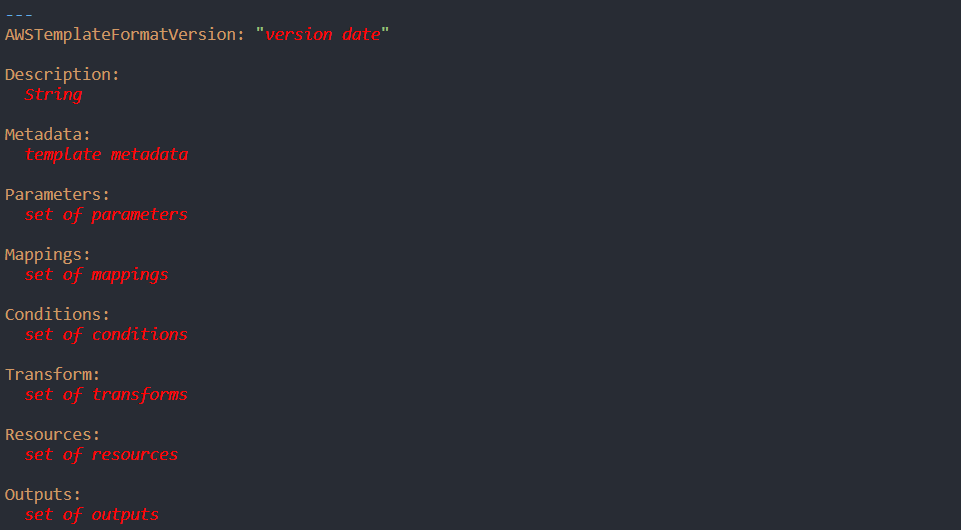 ---
AWSTemplateFormatVersion: "version date"
Description:
String
Metadata:
template metadata
Parameters:
set of parameters
Mappings:
set of mappings
Conditions:
set of conditions
Transform:
set of transforms
Resources:
set of resources
Outputs:
set of outputs